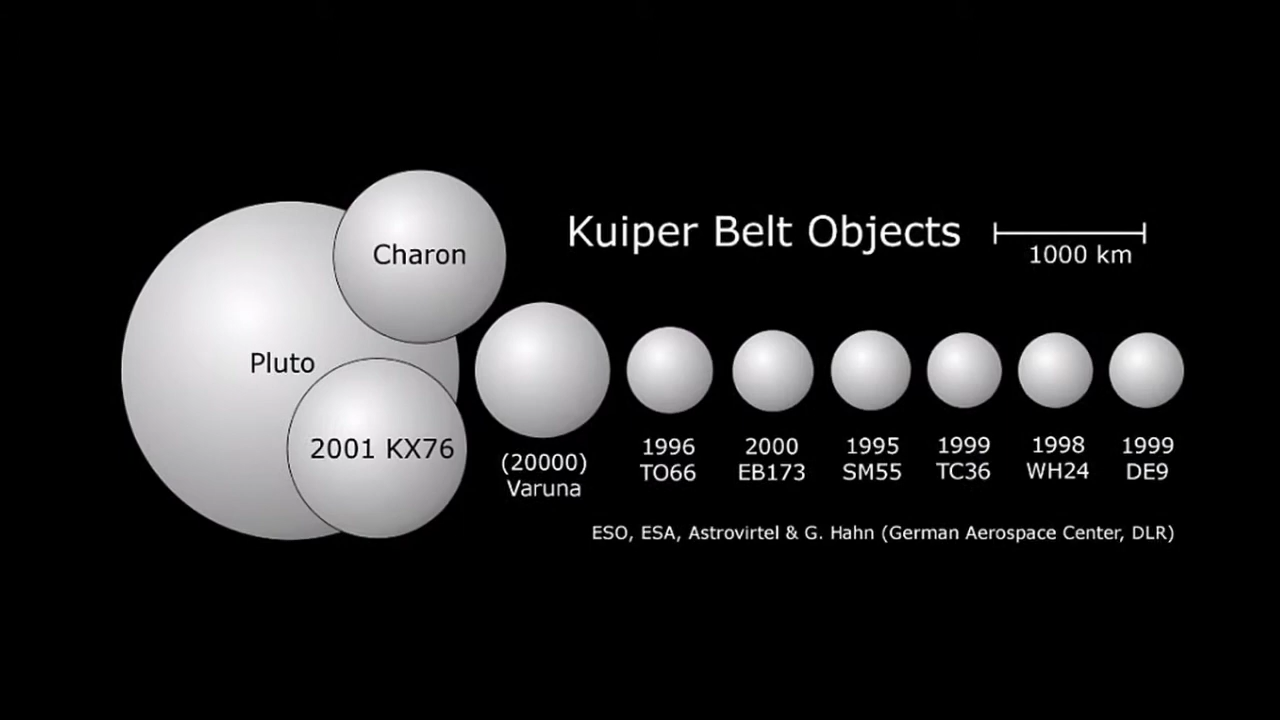 Kuiper Belt Objects
1000 km
Charon
Pluto
2001 KX76
(20000)
Varuna
1996
TO66
2000
EB173
1995
SM55
1999
TC36
1998
WH24
1999
DE9
ESO, ESA, Astrovirtel & G. Hahn (German Aerospace Center, DLR)